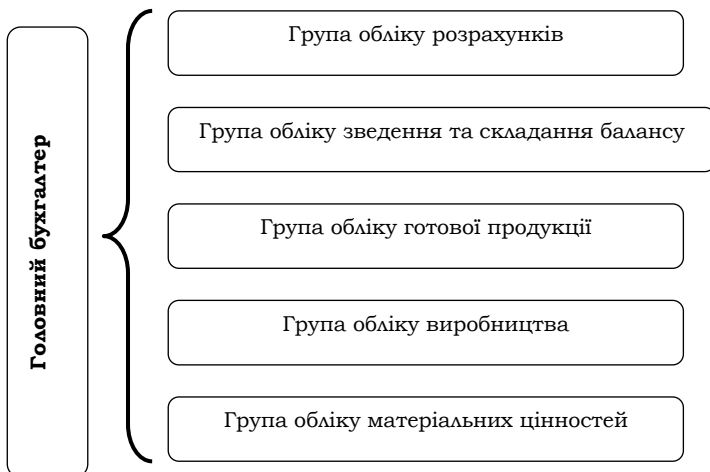 Головний бухгалтер
Група обліку розрахунків
Група обліку зведення та складання балансу
Група обліку готової продукції
Група обліку виробництва
Група обліку матеріальних цінностей